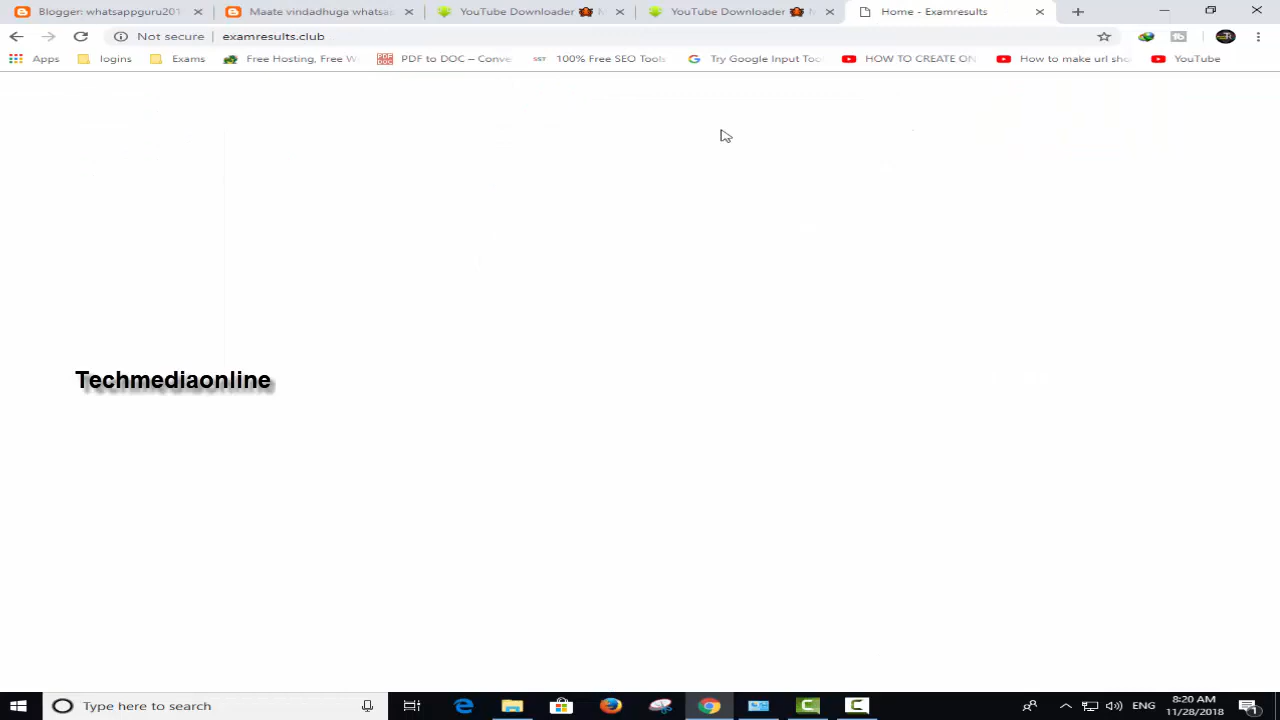 Blogger: whatsappguru201
Maate vindadhuga whatsa
YouTube Downloader
YouTube Downloader
Home - Examresults
Not secure
examresults.club
Apps
logins
Exams
Free Hosting, Free W
PDF to DOC – Conve
100% Free SEO Tools
Try Google Input Too
HOW TO CREATE ON
How to make url sho
YouTube
Techmediaonline
Type here to search
ENG
8:20 AM
11/28/2018
1